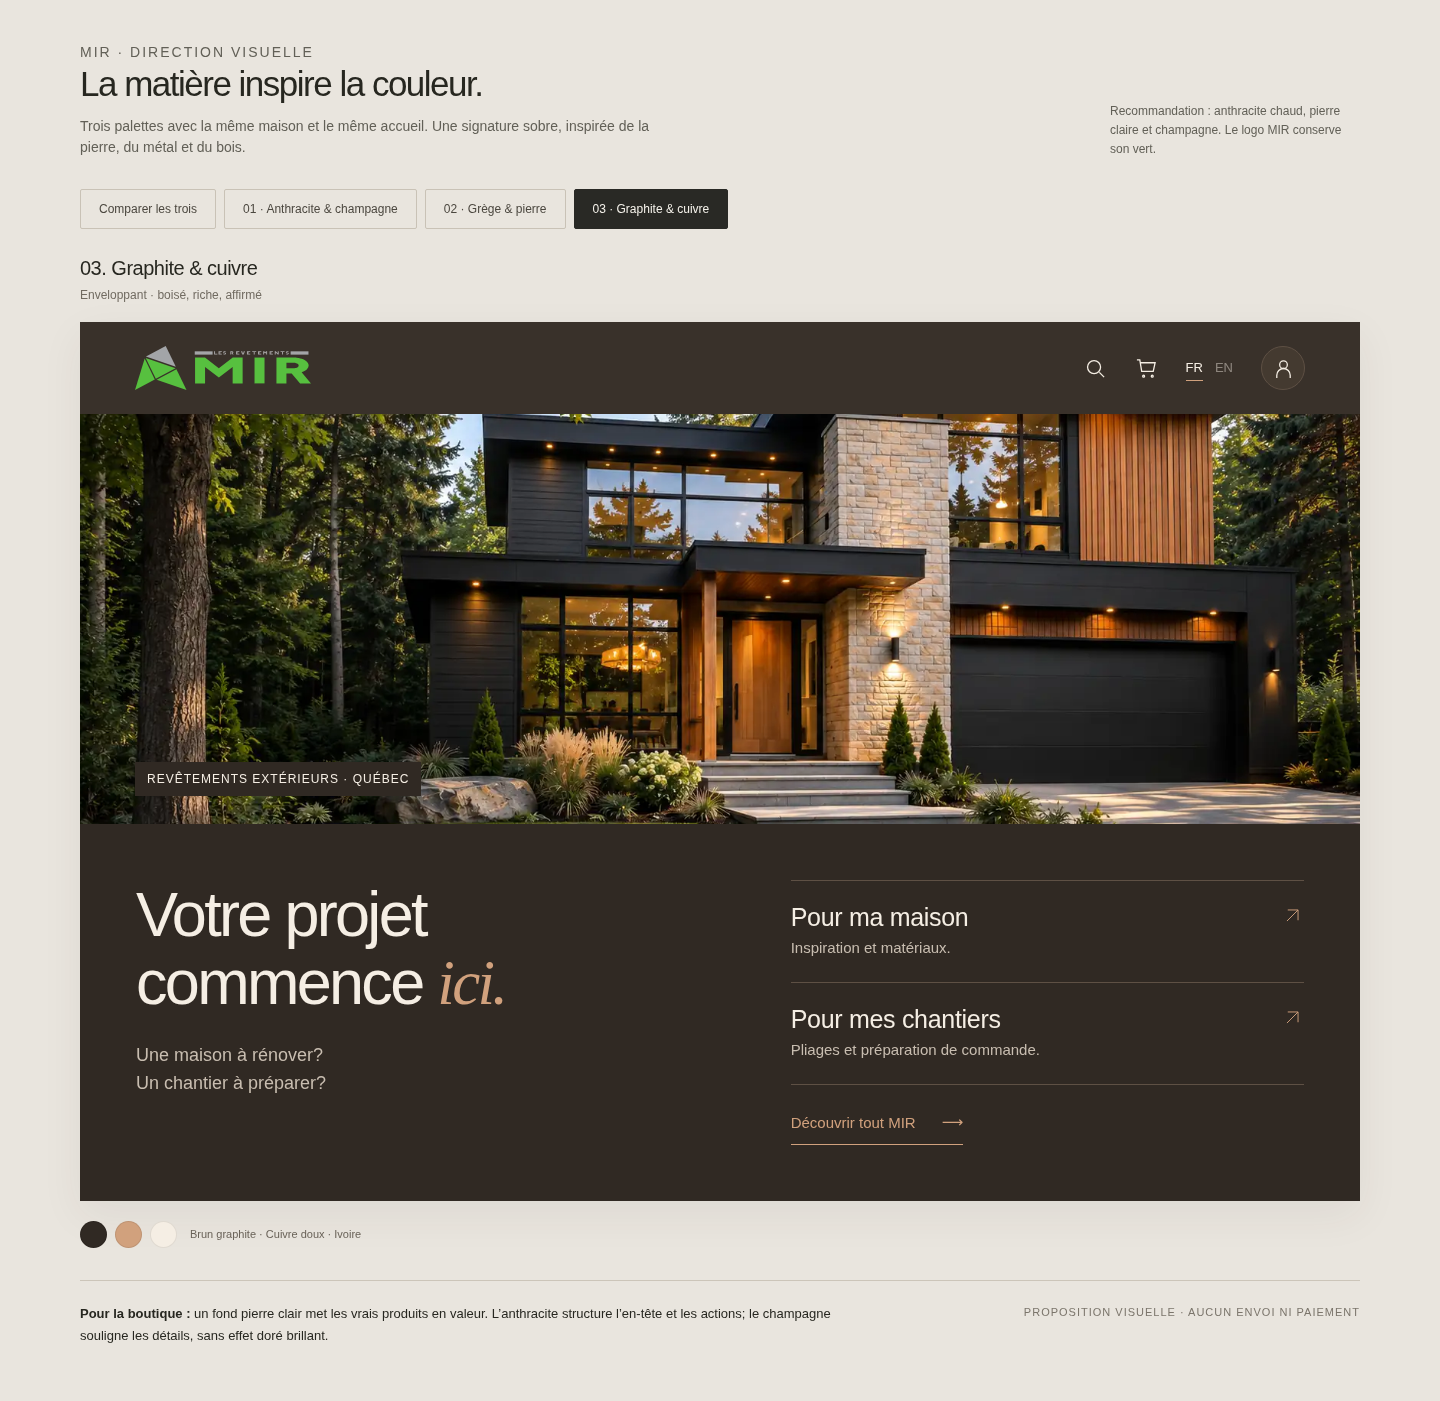 MIR · DIRECTION VISUELLE
La matière inspire la couleur.
Trois palettes avec la même maison et le même accueil. Une signature sobre, inspirée de la
pierre, du métal et du bois.
Recommandation : anthracite chaud, pierre
claire et champagne. Le logo MIR conserve
son vert.
Comparer les trois
01 · Anthracite & champagne
02 · Grège & pierre
03 · Graphite & cuivre
03. Graphite & cuivre
Enveloppant · boisé, riche, affirmé
LES REVÊTEMENTS
MIR
FR EN
REVÊTEMENTS EXTÉRIEURS · QUÉBEC
Votre projet
commence ici.
Une maison à rénover?
Un chantier à préparer?
Pour ma maison
Inspiration et matériaux.
Pour mes chantiers
Pliages et préparation de commande.
Découvrir tout MIR
Brun graphite · Cuivre doux · Ivoire
Pour la boutique : un fond pierre clair met les vrais produits en valeur. L’anthracite structure l’en-tête et les actions; le champagne
souligne les détails, sans effet doré brillant.
PROPOSITION VISUELLE · AUCUN ENVOI NI PAIEMENT